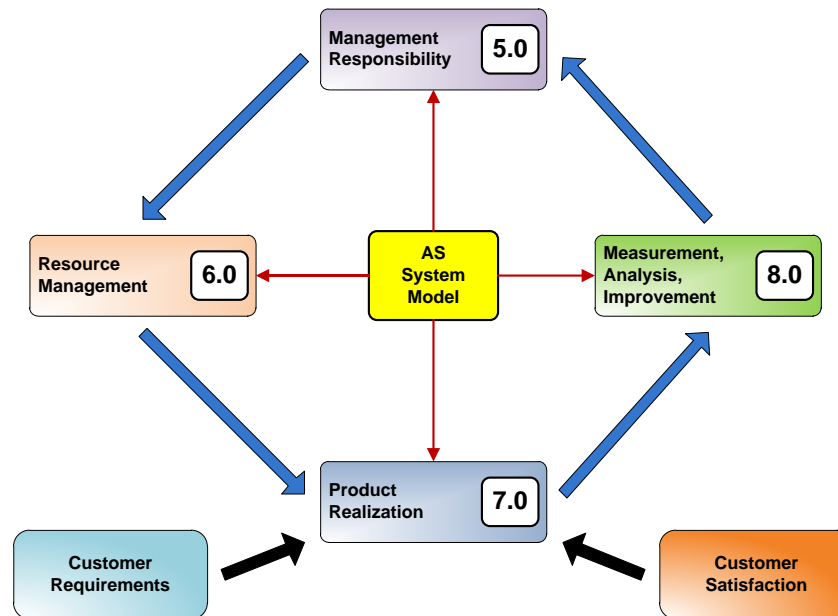 Management
Responsibility
5.0
Resource
Management
6.0
AS
System
Model
Measurement,
Analysis,
Improvement
8.0
Product
Realization
7.0
Customer
Requirements
Customer
Satisfaction